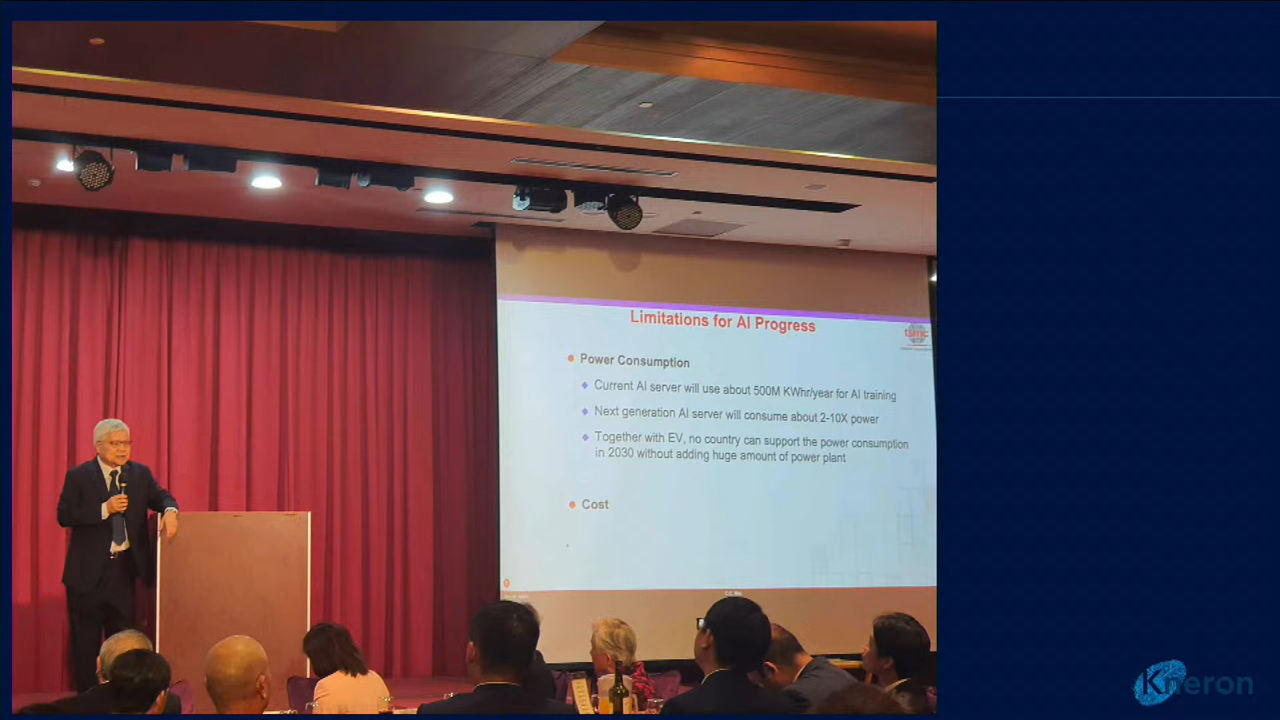 Limitations for AI Progress
tsmc
Power Consumption
Current AI server will use about 500M KWhr/year for AI training
Next generation AI server will consume about 2-10X power
Together with EV, no country can support the power consumption
in 2030 without adding huge amount of power plant
Cost
Kneron